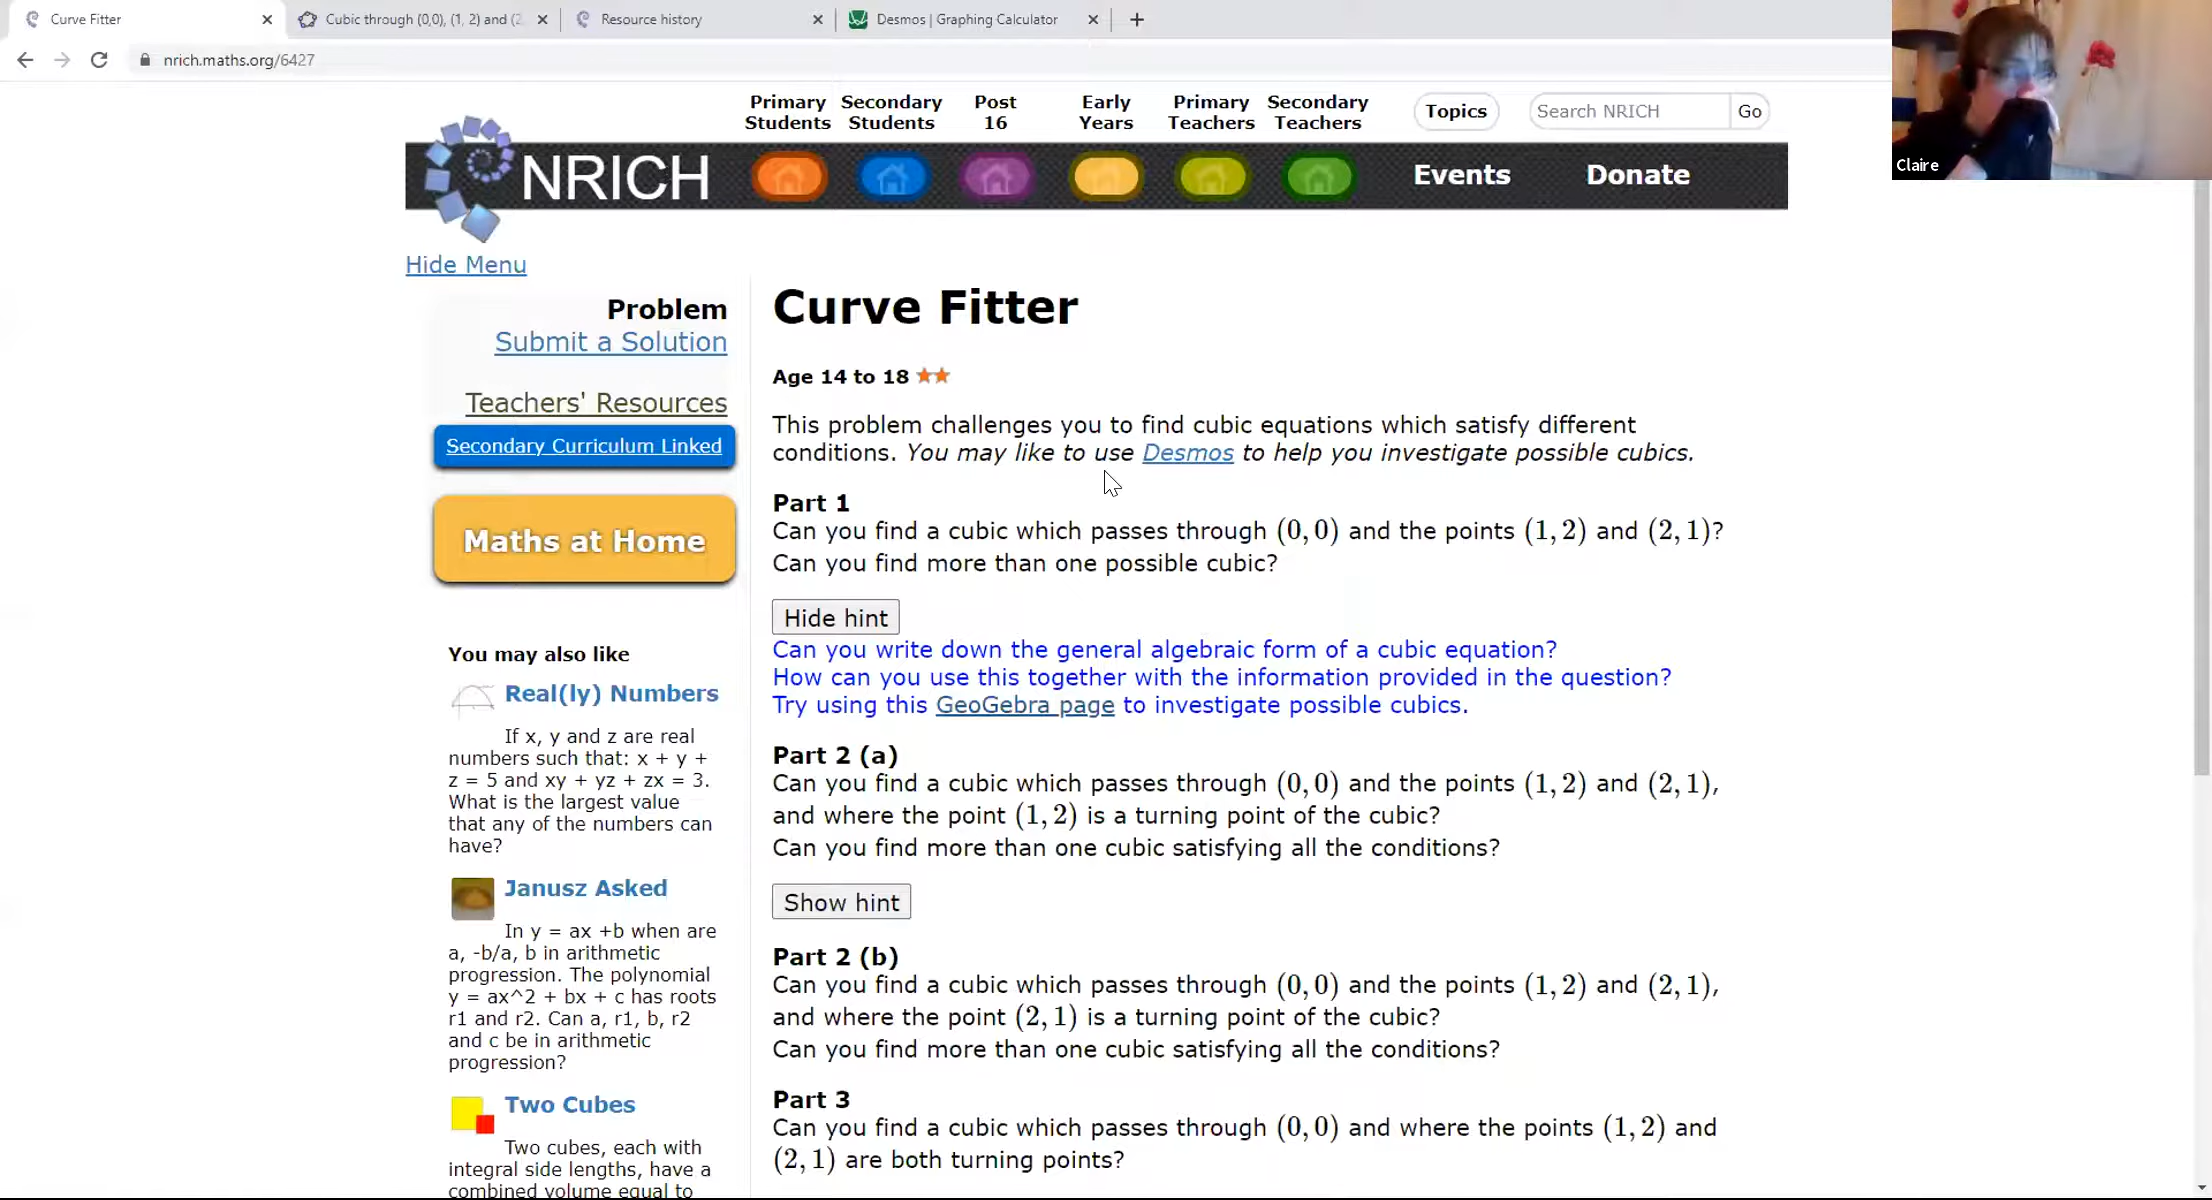 Curve Fitter
Cubic through (0,0), (1, 2) and (2
Resource history
Desmos | Graphing Calculator
nrich.maths.org/6427
Claire
Primary Students
Secondary Students
Post 16
Early Years
Primary Teachers
Secondary Teachers
Topics
Search NRICH
Go
NRICH
Events
Donate
Hide Menu
Problem
Submit a Solution
Teachers' Resources
Secondary Curriculum Linked
Maths at Home
You may also like
Real(ly) Numbers
If x, y and z are real
numbers such that: x + y +
z = 5 and xy + yz + zx = 3.
What is the largest value
that any of the numbers can
have?
Janusz Asked
In y = ax +b when are
a, -b/a, b in arithmetic
progression. The polynomial
y = ax^2 + bx + c has roots
r1 and r2. Can a, r1, b, r2
and c be in arithmetic
progression?
Two Cubes
Two cubes, each with
integral side lengths, have a
combined volume equal to
Curve Fitter
Age 14 to 18
This problem challenges you to find cubic equations which satisfy different
conditions. You may like to use Desmos to help you investigate possible cubics.
Part 1
Can you find a cubic which passes through (0, 0) and the points (1, 2) and (2, 1)?
Can you find more than one possible cubic?
Hide hint
Can you write down the general algebraic form of a cubic equation?
How can you use this together with the information provided in the question?
Try using this GeoGebra page to investigate possible cubics.
Part 2 (a)
Can you find a cubic which passes through (0, 0) and the points (1, 2) and (2, 1),
and where the point (1, 2) is a turning point of the cubic?
Can you find more than one cubic satisfying all the conditions?
Show hint
Part 2 (b)
Can you find a cubic which passes through (0, 0) and the points (1, 2) and (2, 1),
and where the point (2, 1) is a turning point of the cubic?
Can you find more than one cubic satisfying all the conditions?
Part 3
Can you find a cubic which passes through (0, 0) and where the points (1, 2) and
(2, 1) are both turning points?